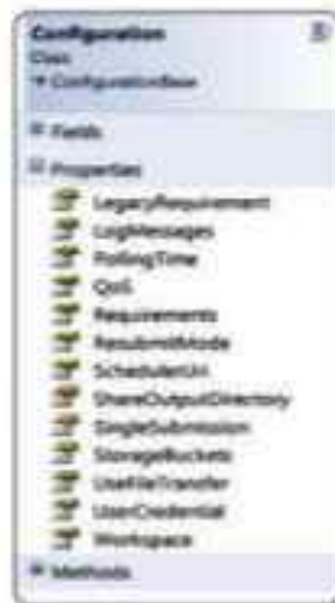 Configuration
Class
ConfigurationBase
Fields
Properties
LegacyRequirement
LogMessages
PollingTime
QoS
Requirements
ResubmitMode
SchedulerUri
ShareOutputDirectory
SingleSubmission
StorageBuckets
UseFileTransfer
UserCredential
Workspace
Methods